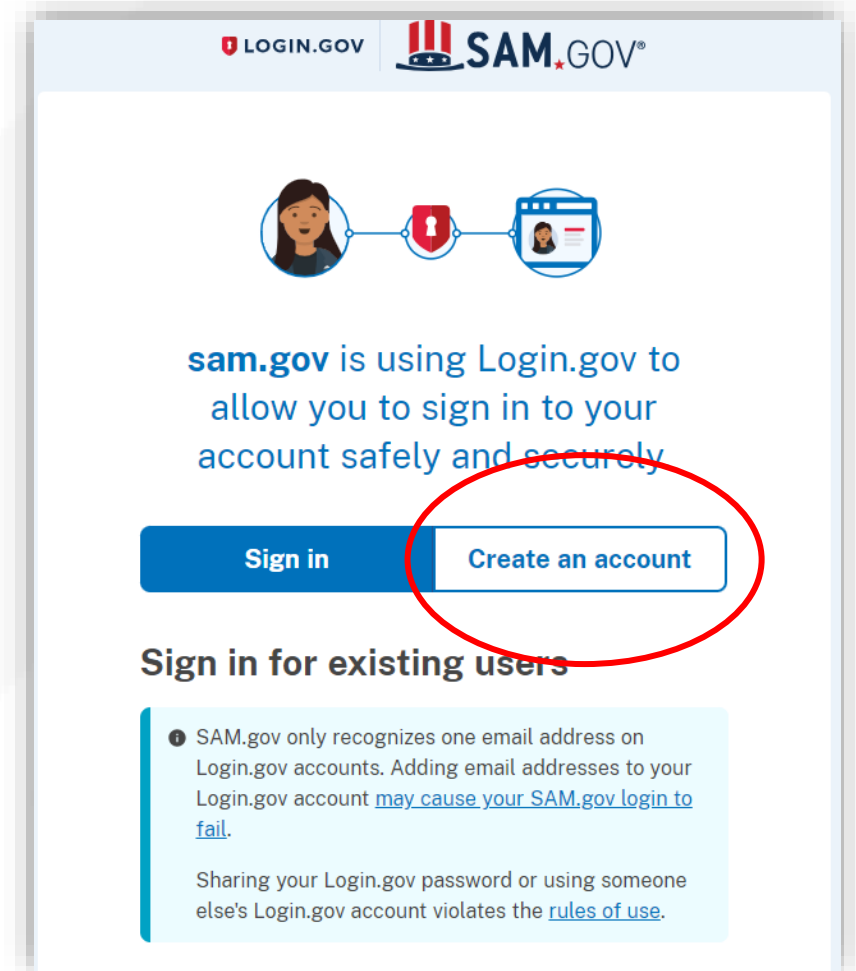 LOGIN.GOV SAM.GOV®
sam.gov is using Login.gov to
allow you to sign in to your
account safely and securely
Sign in Create an account
Sign in for existing users
SAM.gov only recognizes one email address on
Login.gov accounts. Adding email addresses to your
Login.gov account may cause your SAM.gov login to
fail.
Sharing your Login.gov password or using someone
else's Login.gov account violates the rules of use.